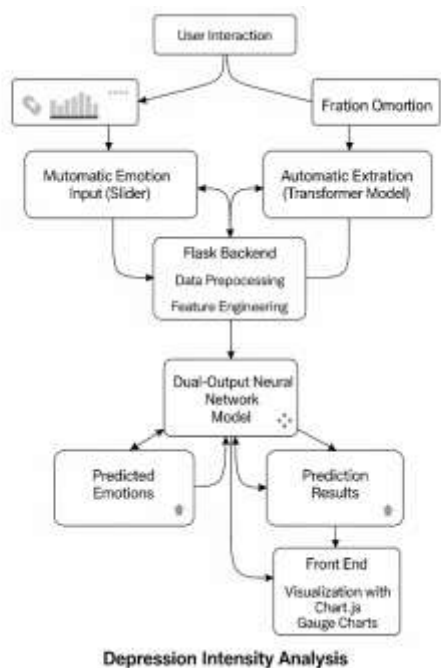 User Interaction
Fration Omortion
Mutomatic Emotion
Input (Slider)
Automatic Extration
(Transformer Model)
Flask Backend
Data Prepocessing
Feature Engineering
Dual-Output Neural
Network
Model
Predicted
Emotions
Prediction
Results
Front End
Visualization with
Chart.js
Gauge Charts
Depression Intensity Analysis